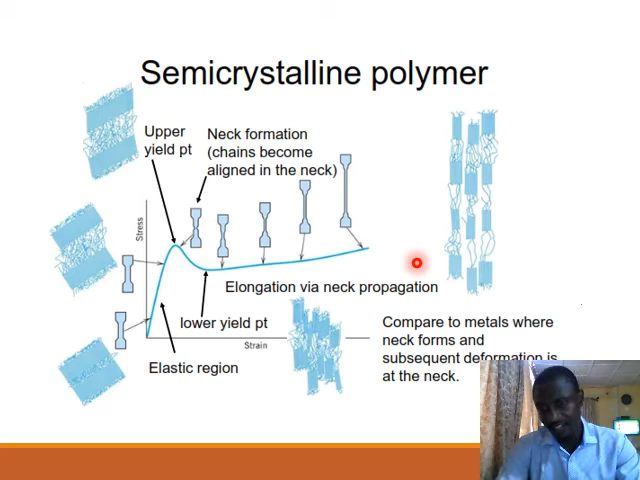 Semicrystalline polymer
Upper
yield pt
Neck formation
(chains become
aligned in the neck)
Stress
Elongation via neck propagation
lower yield pt
Strain
Elastic region
Compare to metals where
neck forms and
subsequent deformation is
at the neck.